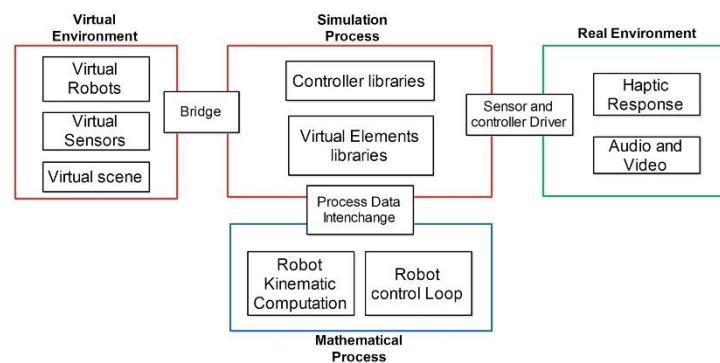 Virtual
Environment
Virtual
Robots
Virtual
Sensors
Virtual scene
Bridge
Simulation
Process
Controller libraries
Virtual Elements
libraries
Sensor and
controller Driver
Real Environment
Haptic
Response
Audio and
Video
Process Data
Interchange
Robot
Kinematic
Computation
Robot
control Loop
Mathematical
Process